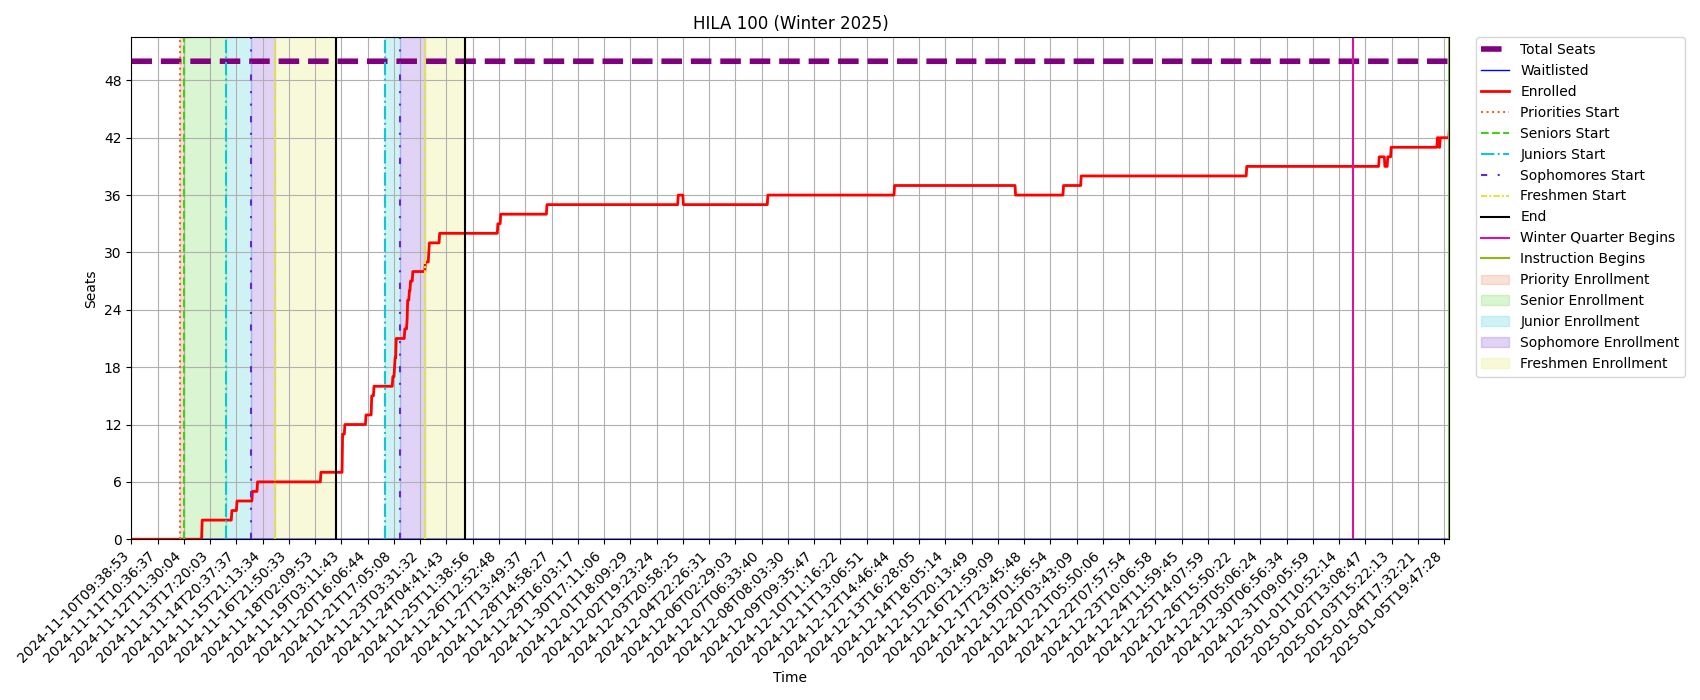 HILA 100 (Winter 2025)
Seats
48
42
36
30
24
18
12
6
0
2024-11-10T09:38:53
2024-11-11T10:36:37
2024-11-12T11:30:04
2024-11-13T17:20:03
2024-11-14T20:37:37
2024-11-15T21:13:34
2024-11-16T21:50:33
2024-11-18T02:09:53
2024-11-19T03:11:43
2024-11-20T16:06:44
2024-11-21T17:05:08
2024-11-23T03:31:32
2024-11-24T04:41:43
2024-11-25T11:38:56
2024-11-26T12:52:48
2024-11-27T13:49:37
2024-11-28T14:58:27
2024-11-29T16:03:17
2024-11-30T17:11:06
2024-12-01T18:09:29
2024-12-02T19:23:24
2024-12-03T20:58:25
2024-12-04T22:26:31
2024-12-06T02:29:03
2024-12-07T06:33:40
2024-12-08T08:03:30
2024-12-09T09:35:47
2024-12-10T11:16:22
2024-12-11T13:06:51
2024-12-12T14:46:44
2024-12-13T16:28:05
2024-12-14T18:05:14
2024-12-15T20:13:49
2024-12-16T21:59:09
2024-12-17T23:45:48
2024-12-19T01:56:54
2024-12-20T03:43:09
2024-12-21T05:50:06
2024-12-22T07:57:54
2024-12-23T10:06:58
2024-12-24T11:59:45
2024-12-25T14:07:59
2024-12-26T15:50:22
2024-12-29T05:06:24
2024-12-30T06:56:34
2024-12-31T09:05:59
2025-01-01T10:52:14
2025-01-02T13:08:47
2025-01-03T15:22:13
2025-01-04T17:32:21
2025-01-05T19:47:28
Time
Total Seats
Waitlisted
Enrolled
Priorities Start
Seniors Start
Juniors Start
Sophomores Start
Freshmen Start
End
Winter Quarter Begins
Instruction Begins
Priority Enrollment
Senior Enrollment
Junior Enrollment
Sophomore Enrollment
Freshmen Enrollment